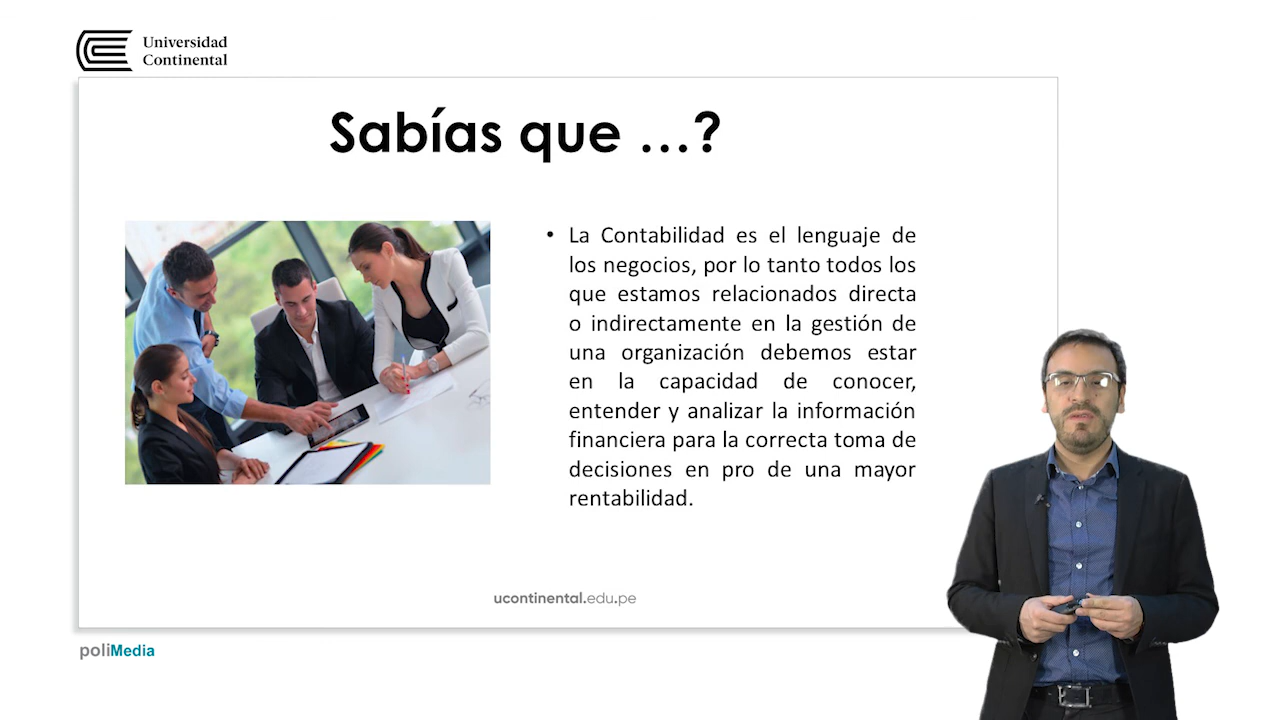 Universidad
Continental
Sabías que ...?
• La Contabilidad es el lenguaje de
los negocios, por lo tanto todos los
que estamos relacionados directa
o indirectamente en la gestión de
una organización debemos estar
en la capacidad de conocer,
entender y analizar la información
financiera para la correcta toma de
decisiones en pro de una mayor
rentabilidad.
ucontinental.edu.pe
poliMedia